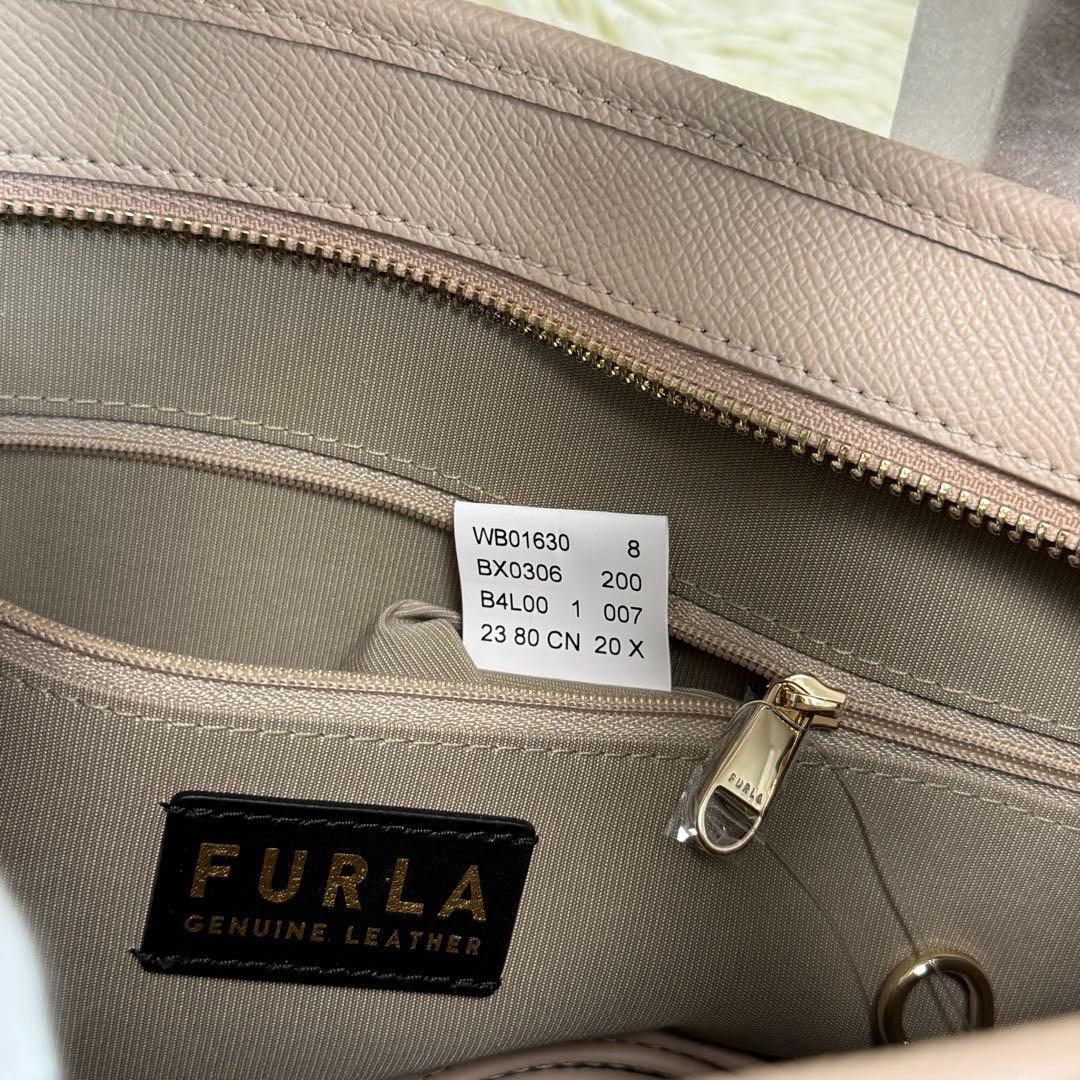 WB01630 8
BX0306 200
B4L00 1 007
23 80 CN 20 X
FURLA
FURLA
GENUINE LEATHER